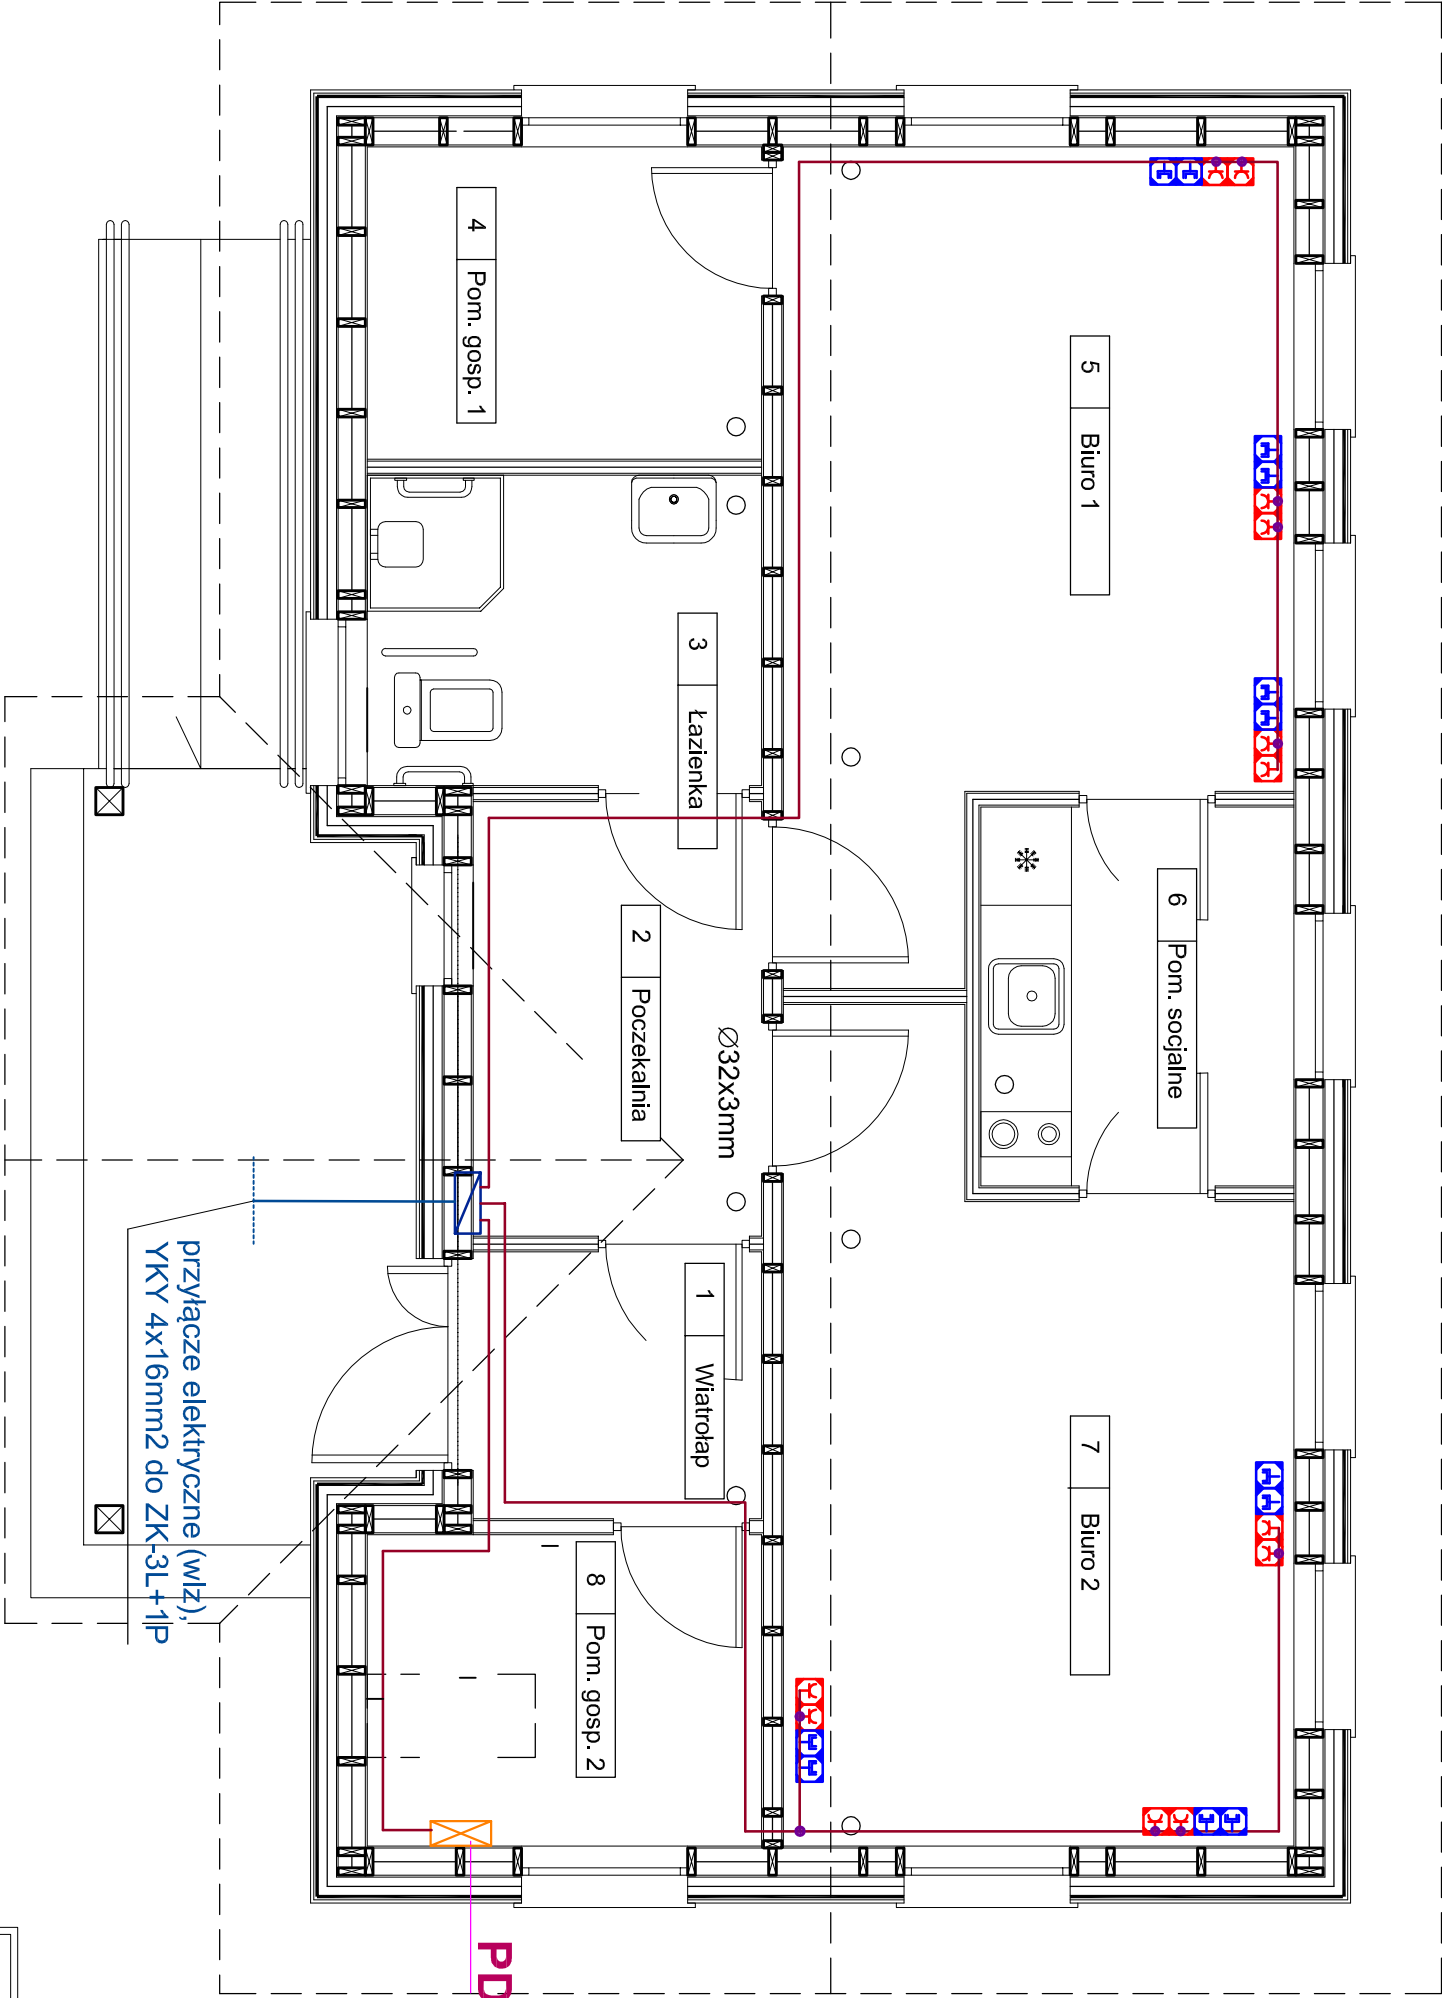 5 Biuro 1
6 Pom. socjalne
7 Biuro 2
4 Pom. gosp. 1
3 Łazienka
2 Poczekalnia
Ø32x3mm
1 Wiatrołap
8 Pom. gosp. 2
przyłącze elektryczne (wlz),
YKY 4x16mm2 do ZK-3L+1P
PD